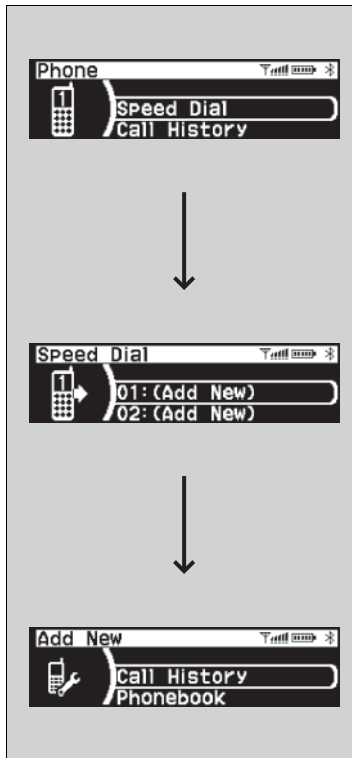 Phone
Speed Dial
Call History
Speed Dial
01:(Add New)
02:(Add New)
Add New
Call History
Phonebook